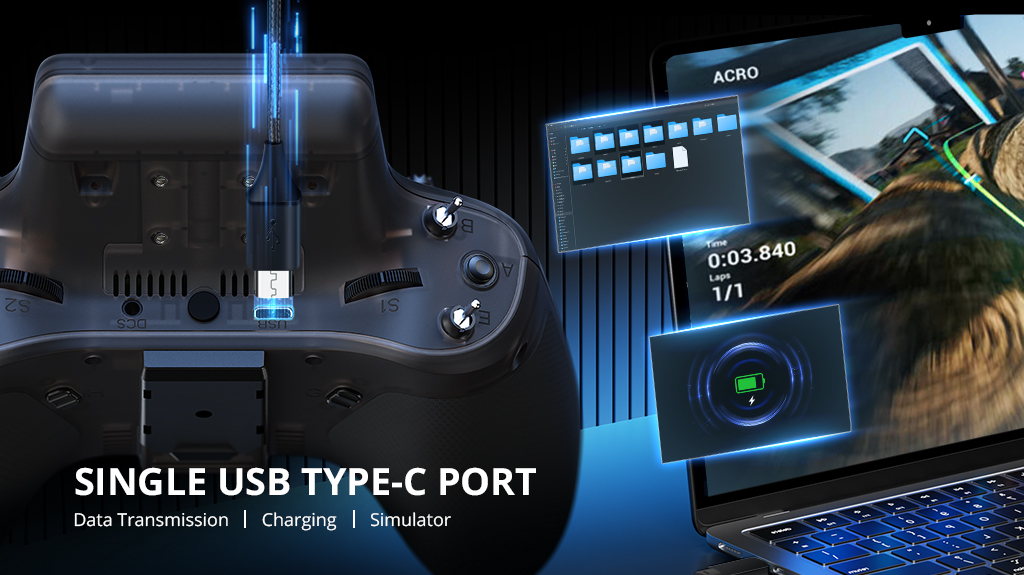 ACRO
Time
0:03.840
Laps
1/1
B
A
S2
S1
E
DCS
USB
SINGLE USB TYPE-C PORT
Data Transmission | Charging | Simulator